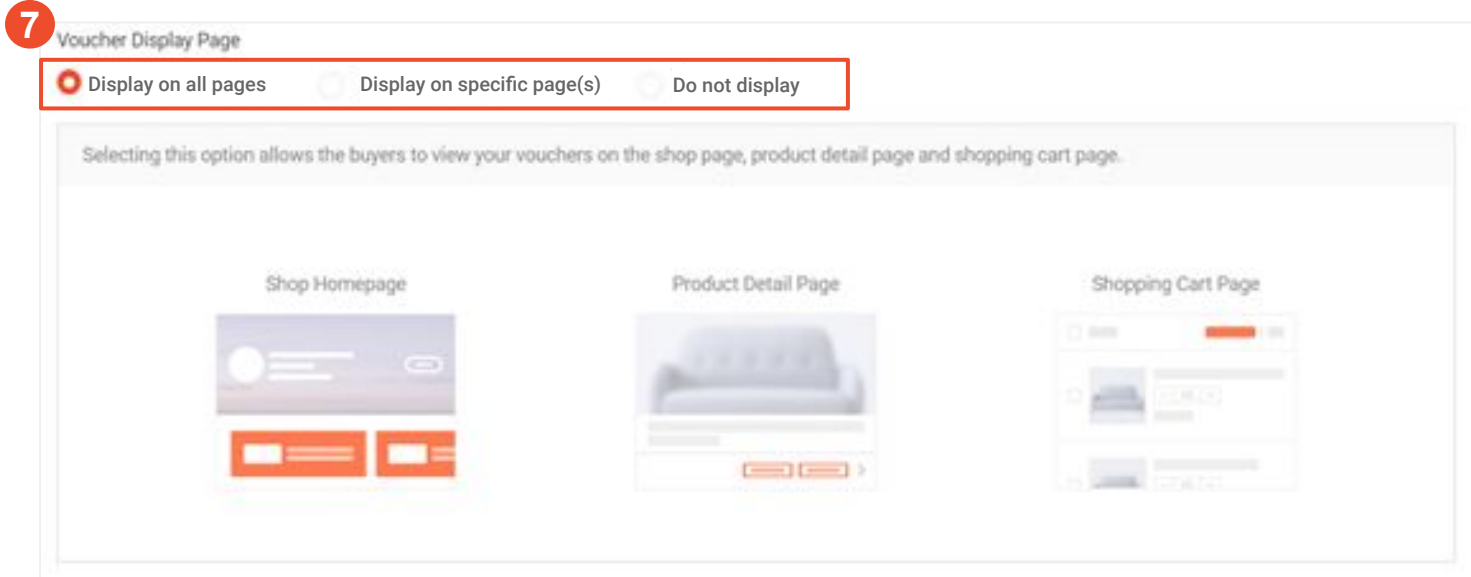 7
Voucher Display Page
Display on all pages Display on specific page(s) Do not display
Selecting this option allows the buyers to view your vouchers on the shop page, product detail page and shopping cart page.
Shop Homepage Product Detail Page Shopping Cart Page